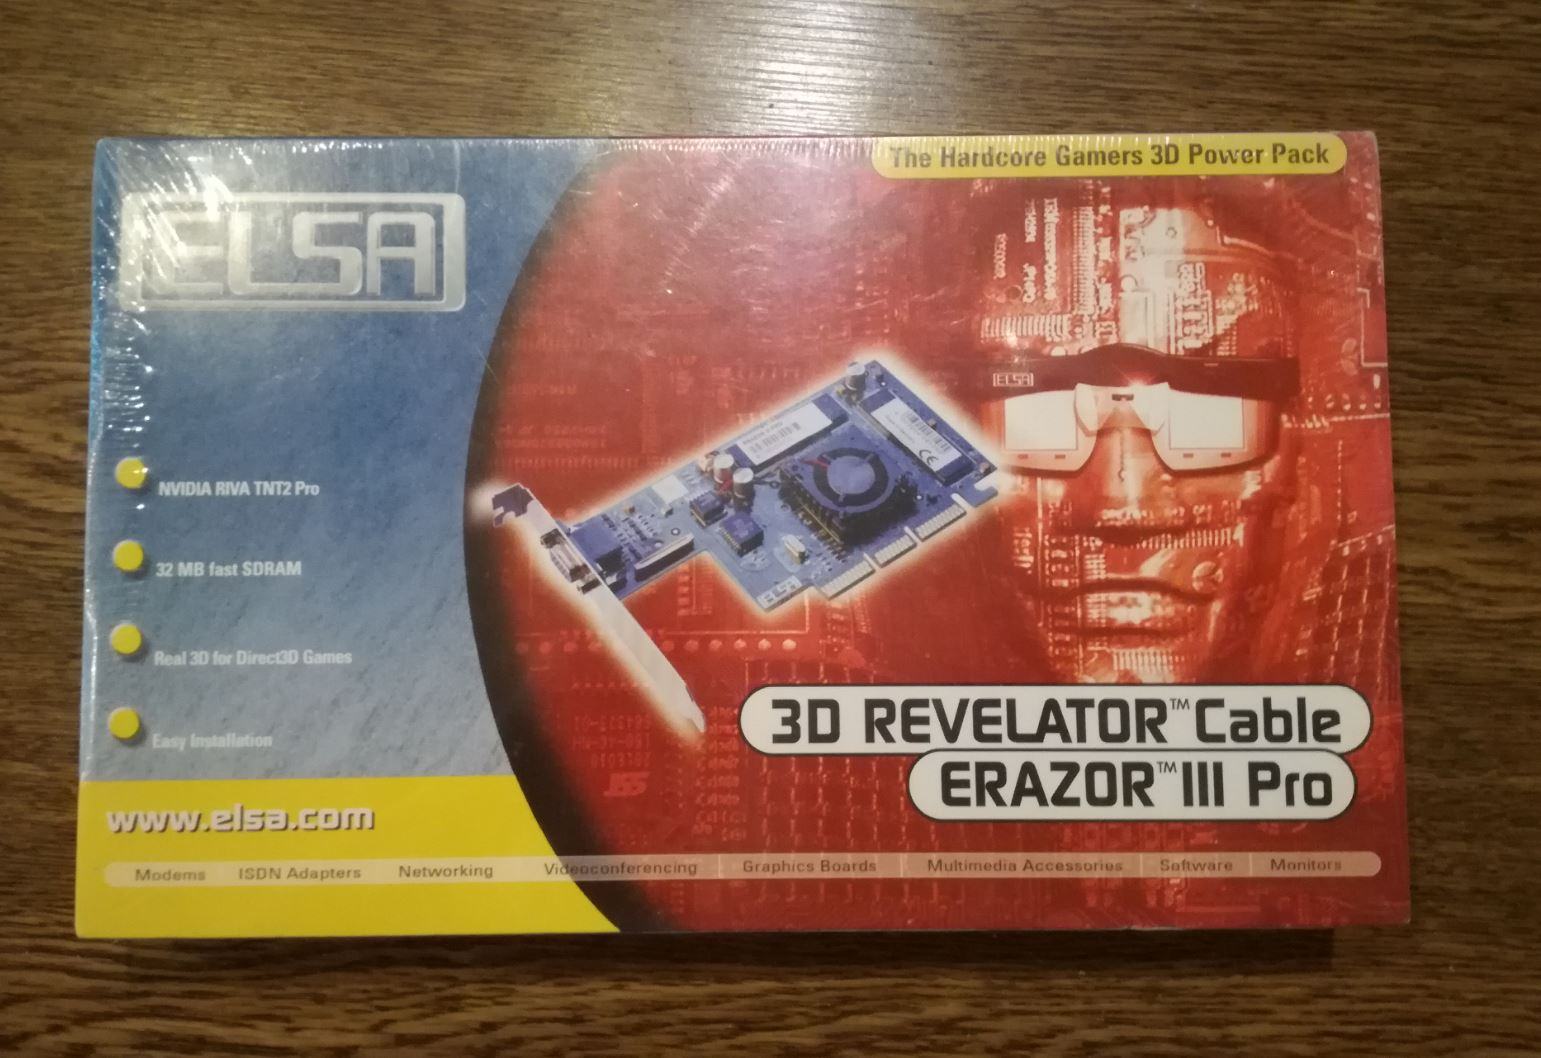 The Hardcore Gamers 3D Power Pack
ELSA
ELSA
NVIDIA RIVA TNT2 Pro
32 MB fast SDRAM
Real 3D for Direct3D Games
Easy Installation
ELSA
3D REVELATOR™ Cable
ERAZOR™ III Pro
www.elsa.com
Modems ISDN Adapters Networking Videoconferencing Graphics Boards Multimedia Accessories Software Monitors